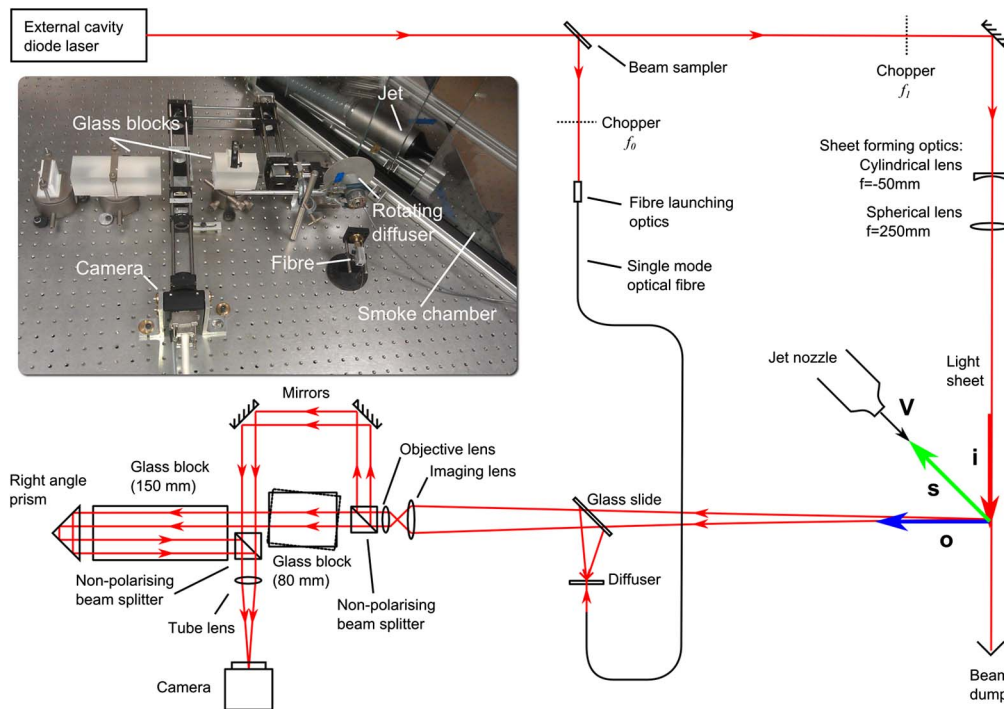 External cavity
diode laser
Beam sampler
Chopper
f₁
Chopper
f₀
Sheet forming optics:
Cylindrical lens
f=-50mm
Spherical lens
f=250mm
Fibre launching
optics
Single mode
optical fibre
Jet
Glass blocks
Rotating
diffuser
Fibre
Camera
Smoke chamber
Jet nozzle
Light
sheet
V
i
s
o
Mirrors
Objective lens
Imaging lens
Glass block
(150 mm)
Right angle
prism
Glass slide
Glass block
(80 mm)
Diffuser
Non-polarising
beam splitter
Non-polarising
beam splitter
Tube lens
Camera
Beam
dump